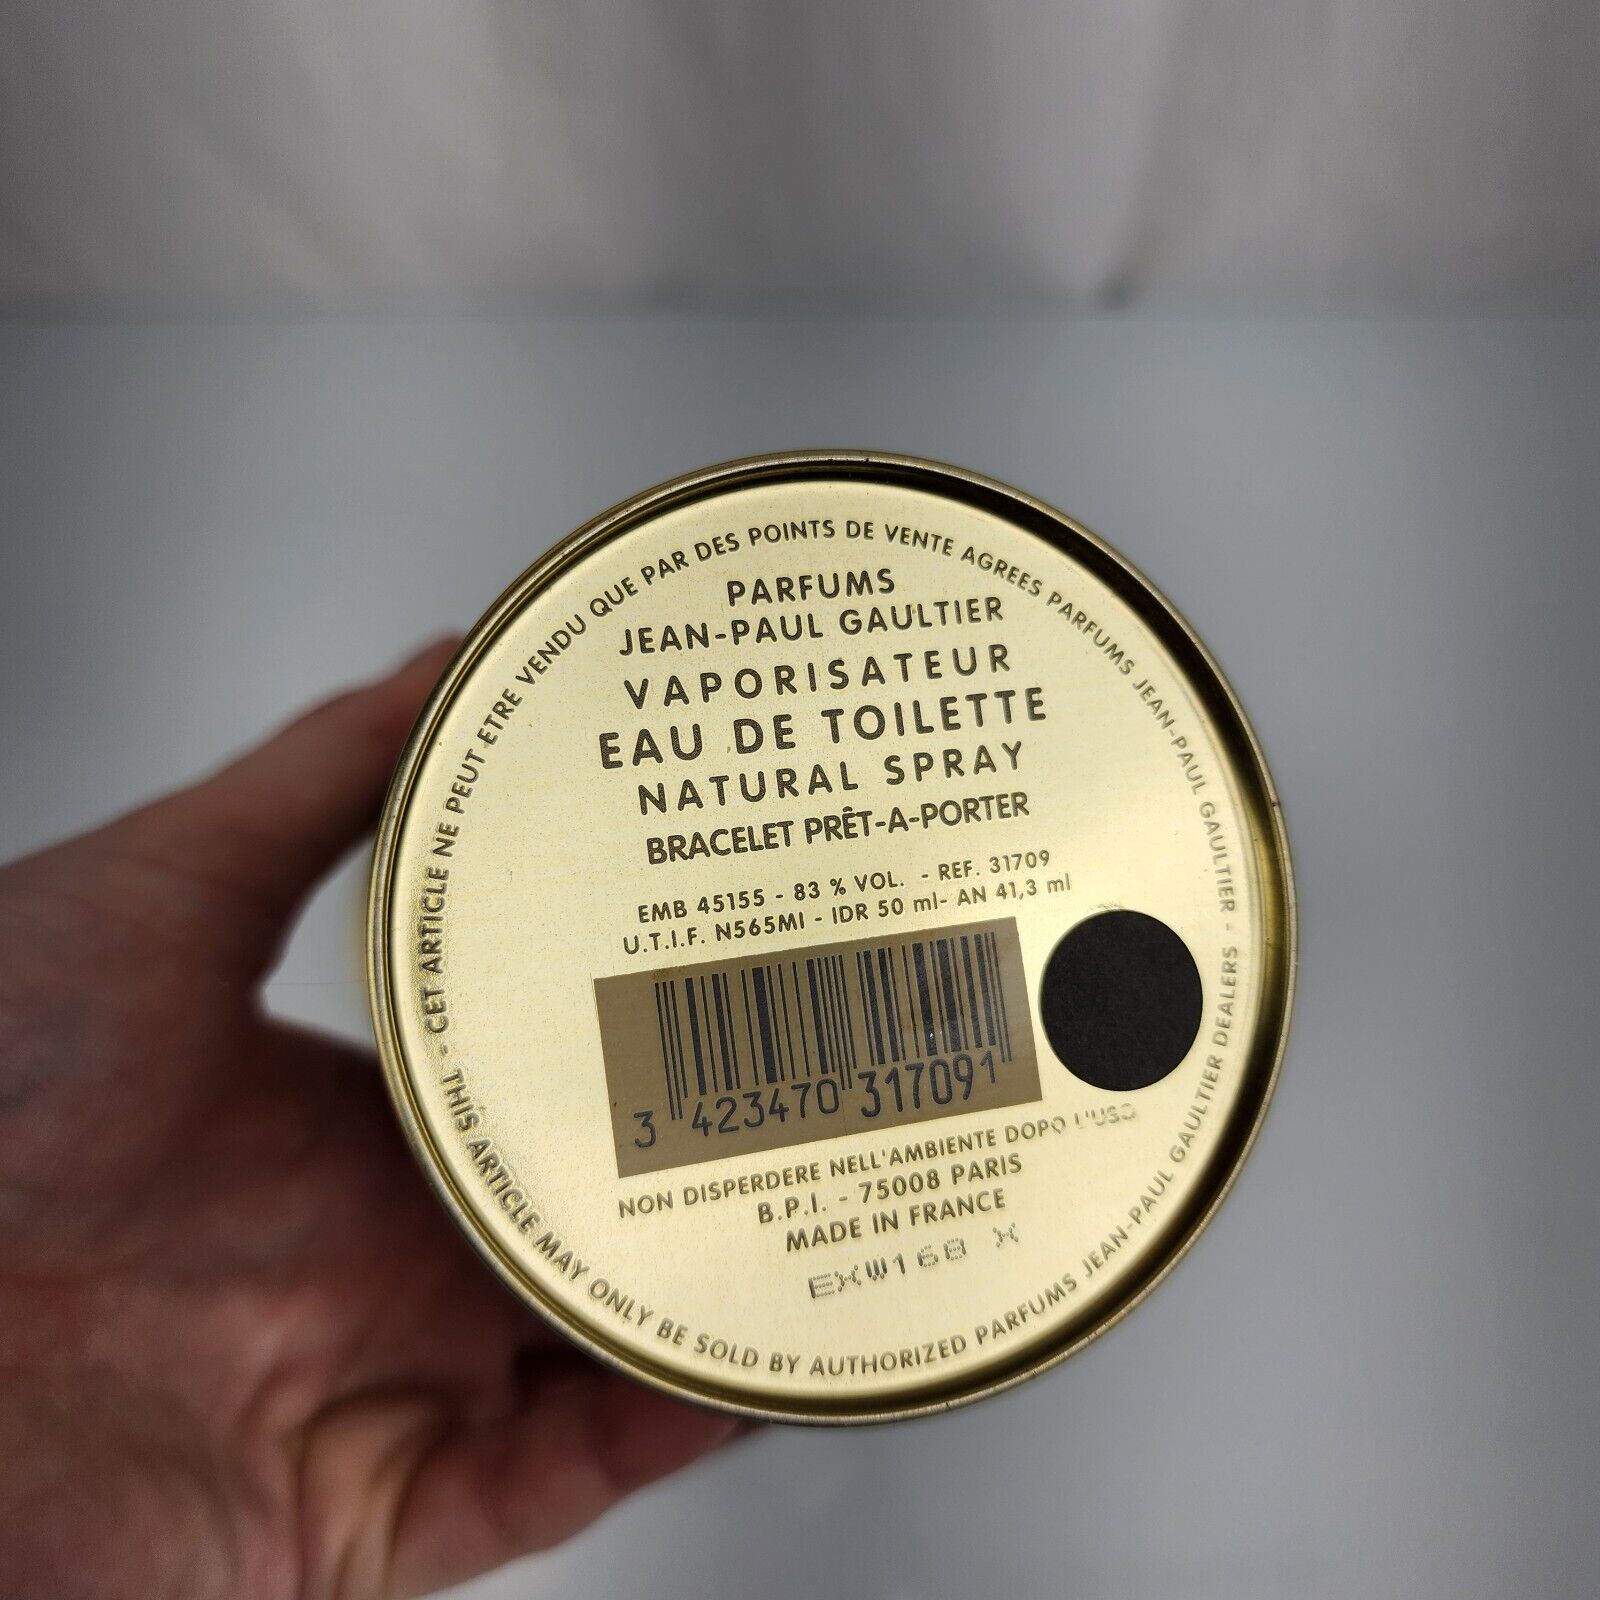 CET ARTICLE NE PEUT ETRE VENDU QUE PAR DES POINTS DE VENTE AGREES PARFUMS JEAN-PAUL GAULTIER -
THIS ARTICLE MAY ONLY BE SOLD BY AUTHORIZED PARFUMS JEAN-PAUL GAULTIER DEALERS -
PARFUMS
JEAN-PAUL GAULTIER
VAPORISATEUR
EAU DE TOILETTE
NATURAL SPRAY
BRACELET PRÊT-A-PORTER
EMB 45155 - 83 % VOL. - REF. 31709
U.T.I.F. N565MI - IDR 50 ml- AN 41,3 ml
3 423470 317091
NON DISPERDERE NELL'AMBIENTE DOPO L'USO
B.P.I. - 75008 PARIS
MADE IN FRANCE
EXW168 X